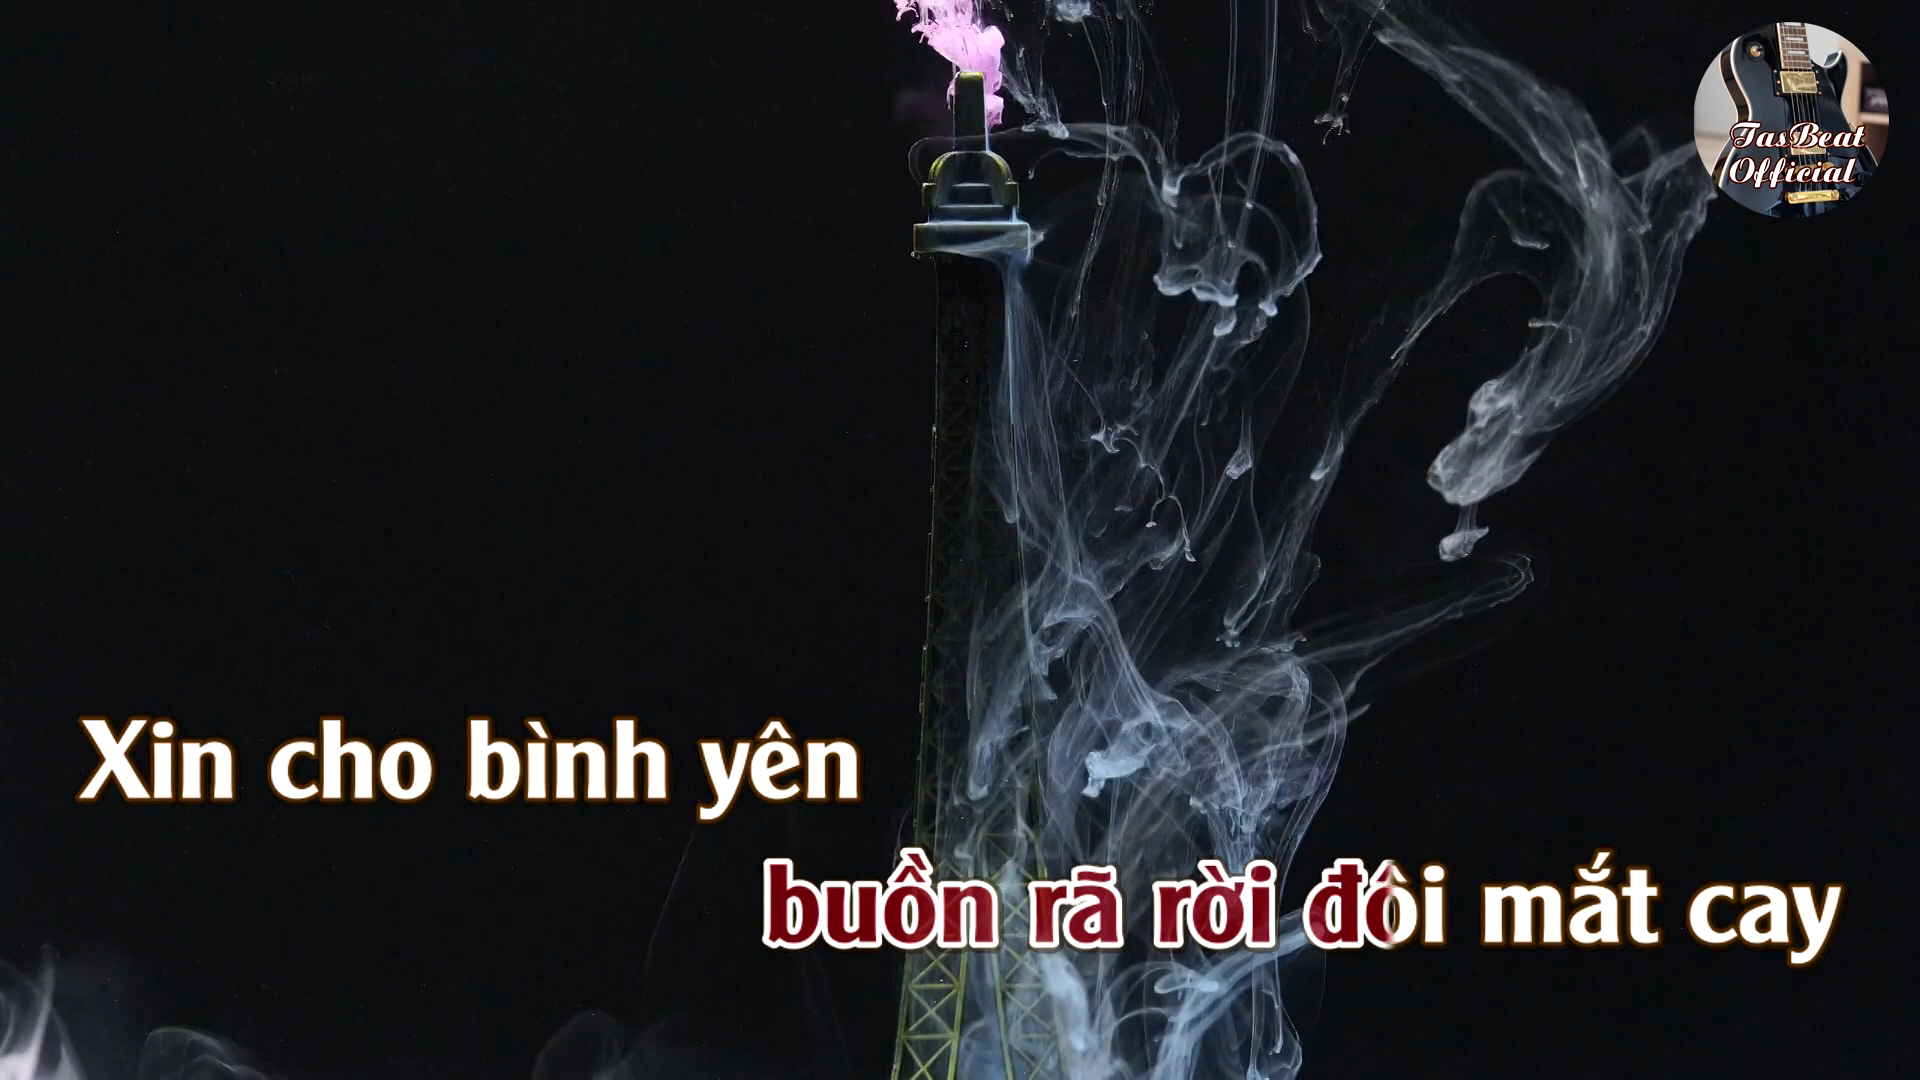 TasBeat
Official
Xin cho bình yên
buồn rã rời đôi mắt cay